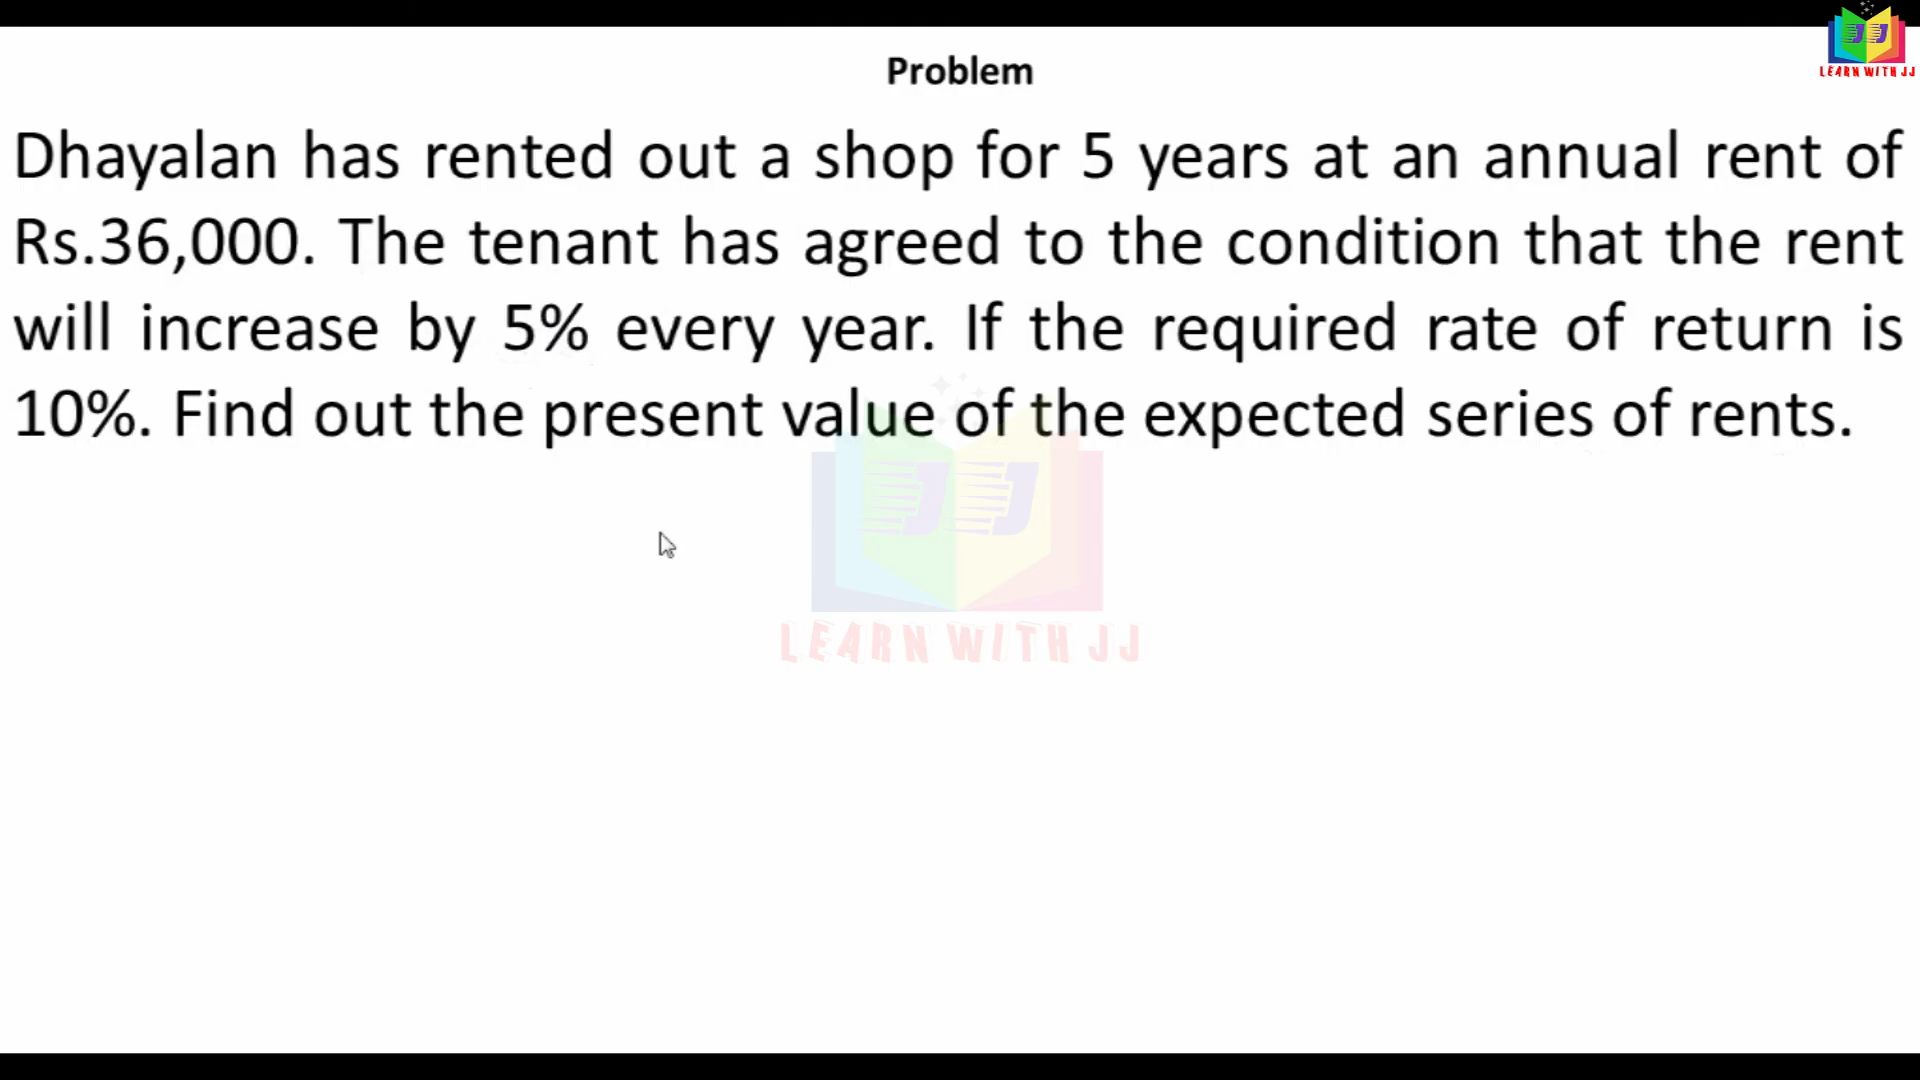 LEARN WITH JJ
Problem
Dhayalan has rented out a shop for 5 years at an annual rent of
Rs.36,000. The tenant has agreed to the condition that the rent
will increase by 5% every year. If the required rate of return is
10%. Find out the present value of the expected series of rents.
JJ
LEARN WITH JJ